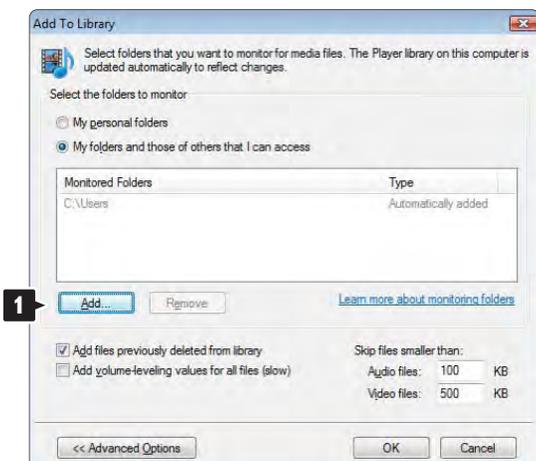 Add To Library
Select folders that you want to monitor for media files. The Player library on this computer is
updated automatically to reflect changes.
Select the folders to monitor
My personal folders
My folders and those of others that I can access
Monitored Folders Type
C:\Users Automatically added
1 Add... Remove Learn more about monitoring folders
Add files previously deleted from library Skip files smaller than:
Add volume-leveling values for all files (slow) Audio files: 100 KB
Video files: 500 KB
<< Advanced Options OK Cancel